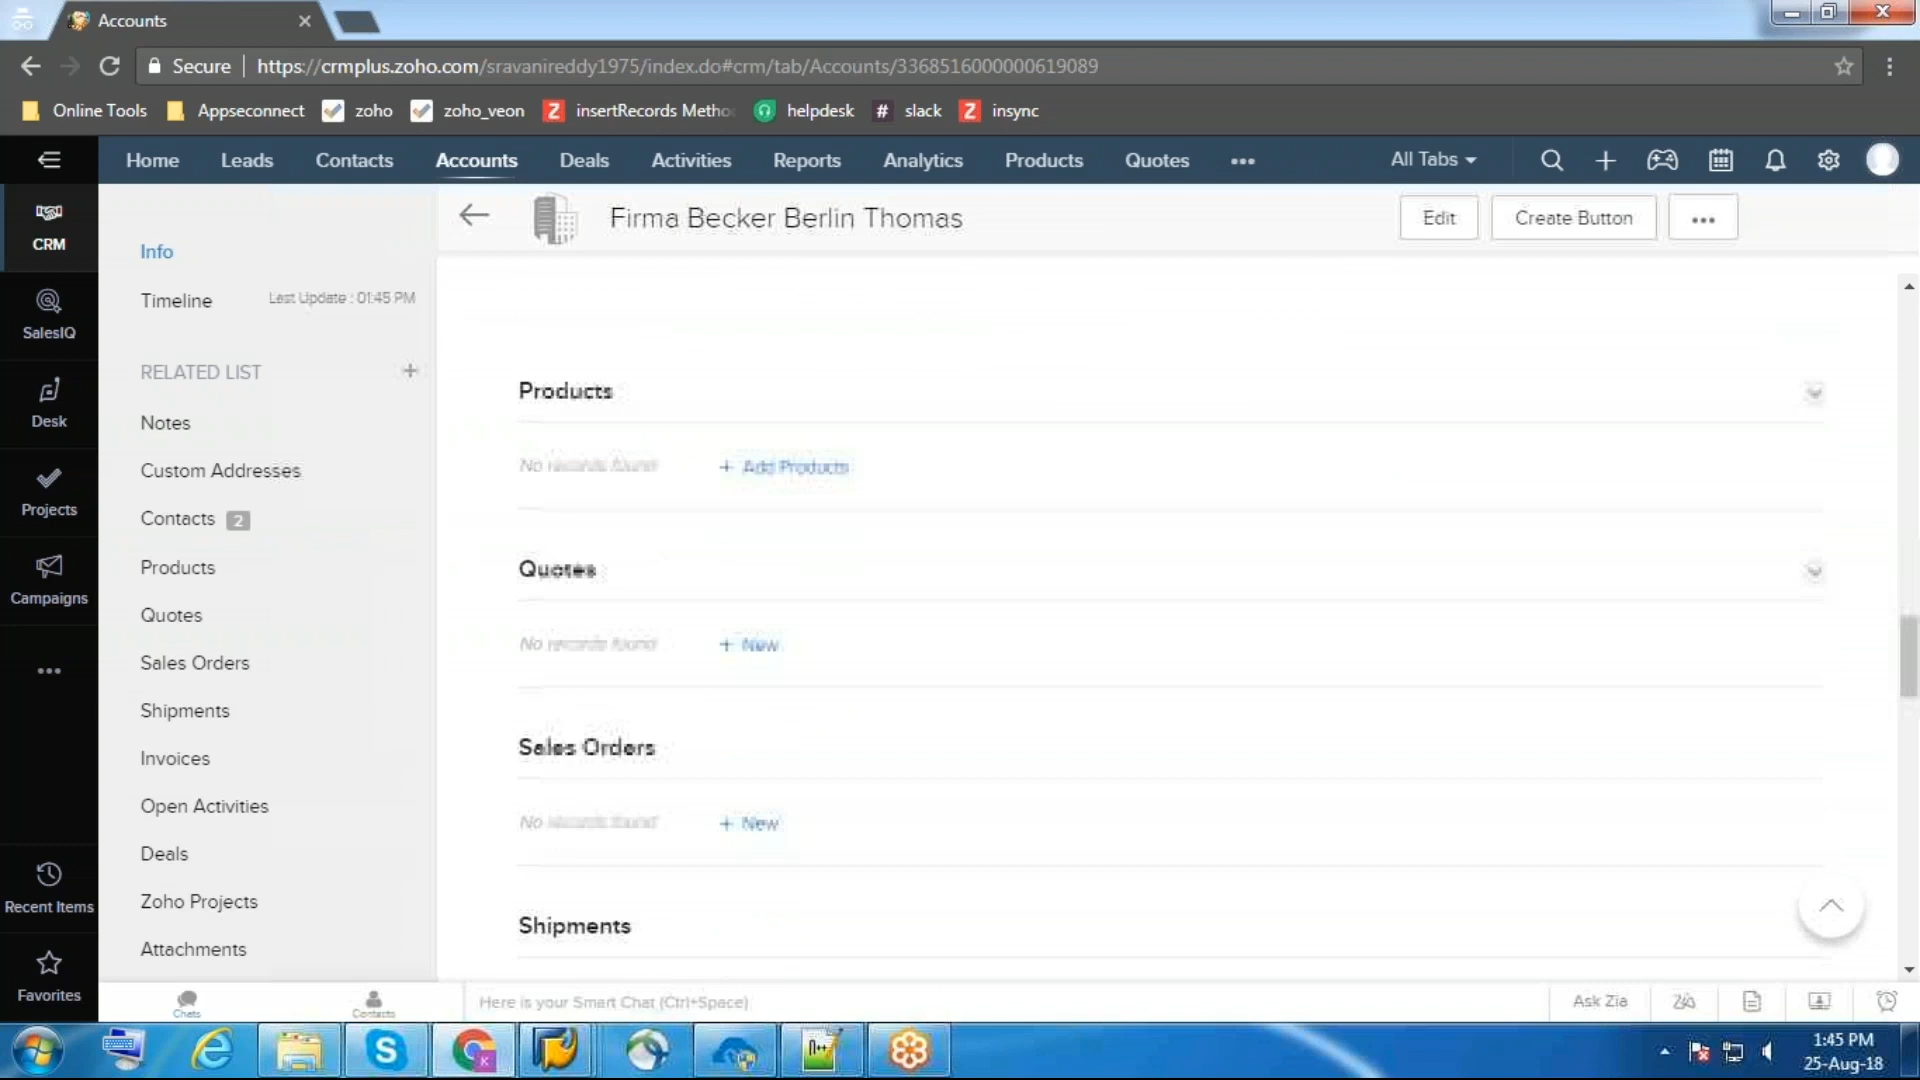 Accounts
Secure
https://crmplus.zoho.com/sravanireddy1975/index.do#crm/tab/Accounts/3368516000000619089
Online Tools
Appseconnect
zoho
zoho_veon
insertRecords Metho
helpdesk
slack
insync
Home
Leads
Contacts
Accounts
Deals
Activities
Reports
Analytics
Products
Quotes
All Tabs
CRM
SalesIQ
Desk
Projects
Campaigns
Recent Items
Favorites
Info
Timeline
Last Update : 01:45 PM
RELATED LIST
Notes
Custom Addresses
Contacts 2
Products
Quotes
Sales Orders
Shipments
Invoices
Open Activities
Deals
Zoho Projects
Attachments
Firma Becker Berlin Thomas
Edit
Create Button
Products
No records found
+ Add Products
Quotes
No records found
+ New
Sales Orders
No records found
+ New
Shipments
Chats
Contacts
Here is your Smart Chat (Ctrl+Space)
Ask Zia
1:45 PM
25-Aug-18